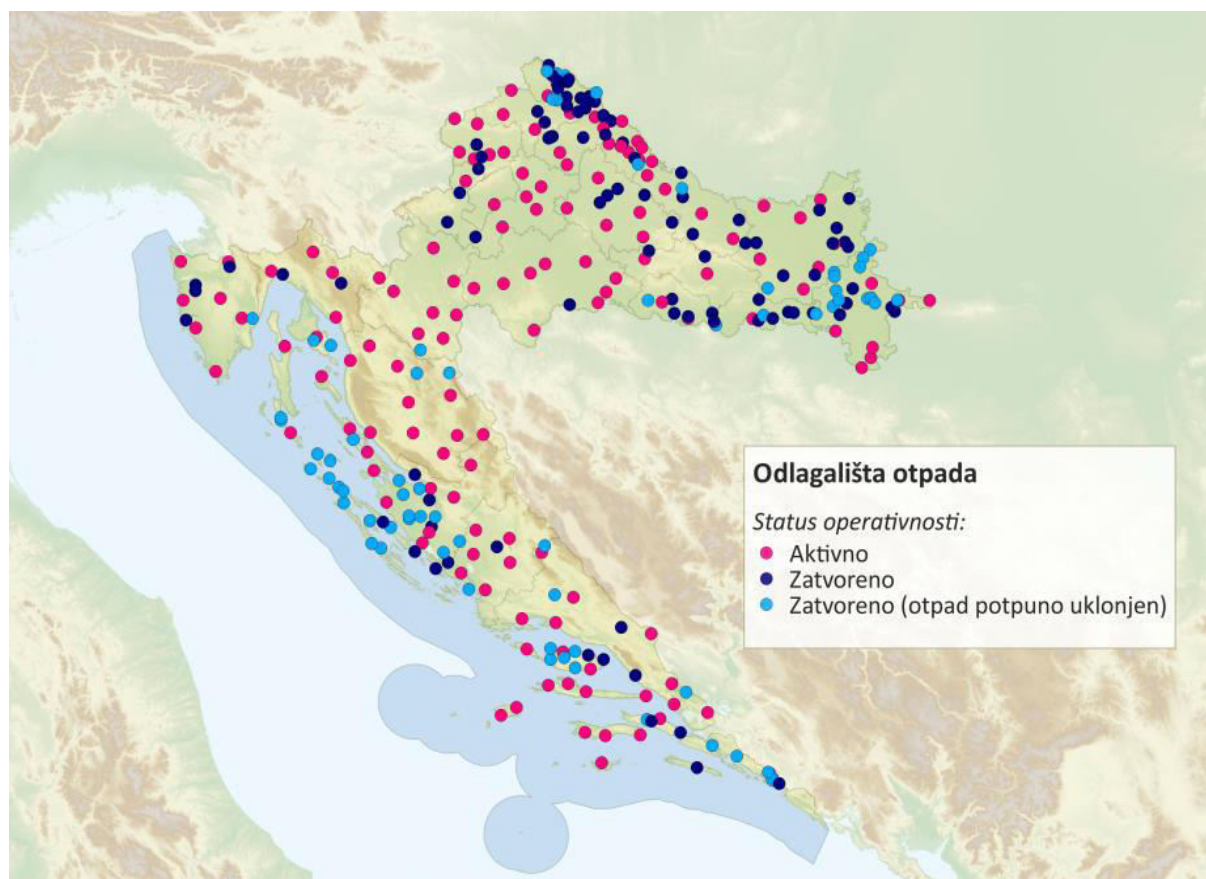 Odlagališta otpada
Status operativnosti:
Aktivno
Zatvoreno
Zatvoreno (otpad potpuno uklonjen)